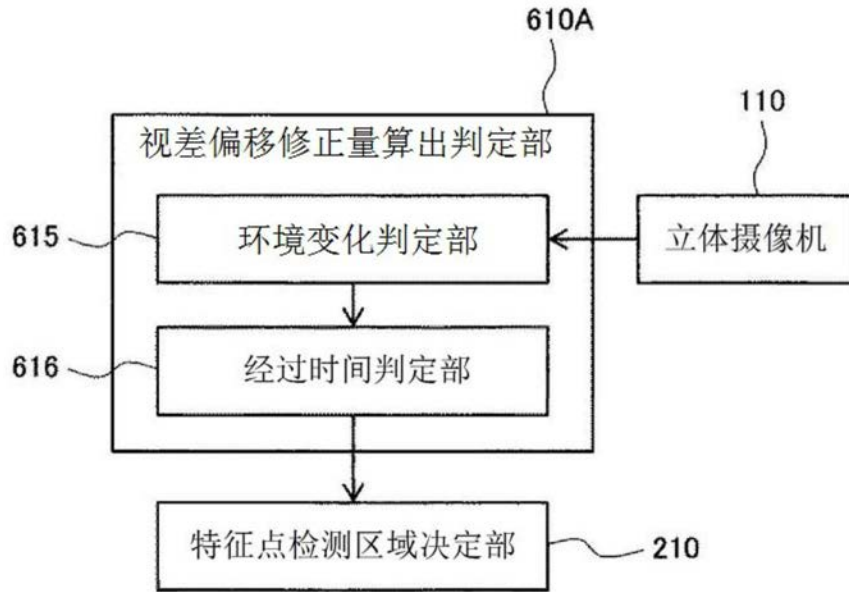 610A
110
视差偏移修正量算出判定部
615
环境变化判定部
立体摄像机
616
经过时间判定部
特征点检测区域决定部
210